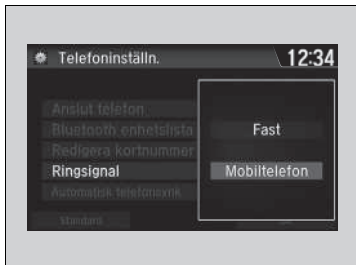 Telefoninställn.
12:34
Anslut telefon
Bluetooth enhetslista
Redigera kortnummer
Ringsignal
Automatisk telefonsynk
Standard
Fast
Mobiltelefon